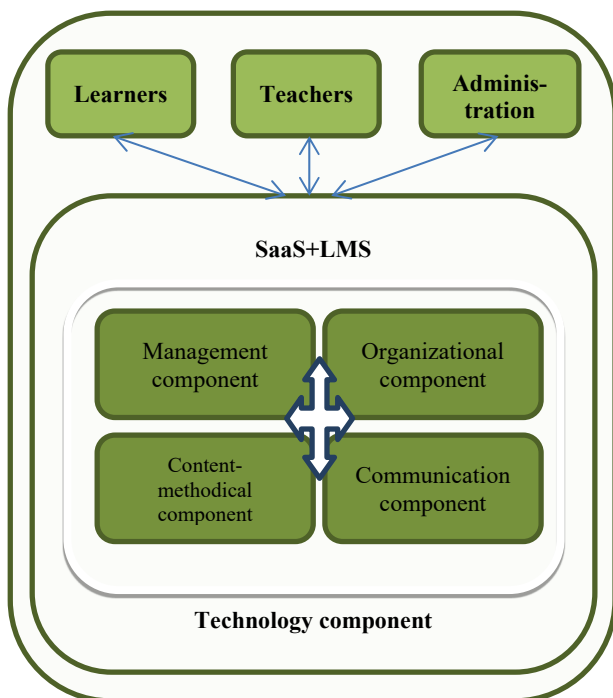 Learners
Teachers
Adminis-
tration
SaaS+LMS
Management
component
Organizational
component
Content-
methodical
component
Communication
component
Technology component